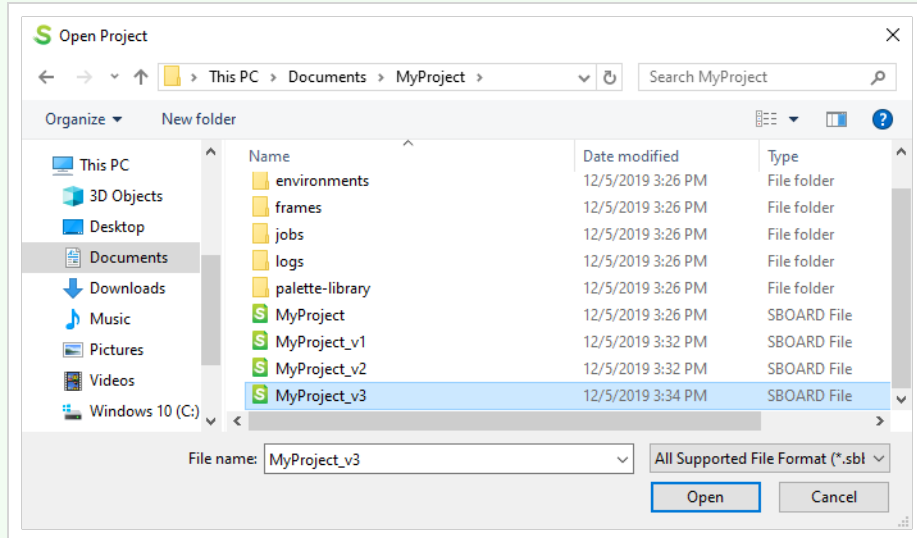 Open Project
This PC > Documents > MyProject >
Search MyProject
Organize
New folder
Name Date modified Type
This PC
3D Objects
Desktop
Documents
Downloads
Music
Pictures
Videos
Windows 10 (C:)
environments 12/5/2019 3:26 PM File folder
frames 12/5/2019 3:26 PM File folder
jobs 12/5/2019 3:26 PM File folder
logs 12/5/2019 3:26 PM File folder
palette-library 12/5/2019 3:26 PM File folder
MyProject 12/5/2019 3:26 PM SBOARD File
MyProject_v1 12/5/2019 3:32 PM SBOARD File
MyProject_v2 12/5/2019 3:32 PM SBOARD File
MyProject_v3 12/5/2019 3:34 PM SBOARD File
File name: MyProject_v3
All Supported File Format (*.sbl
Open Cancel